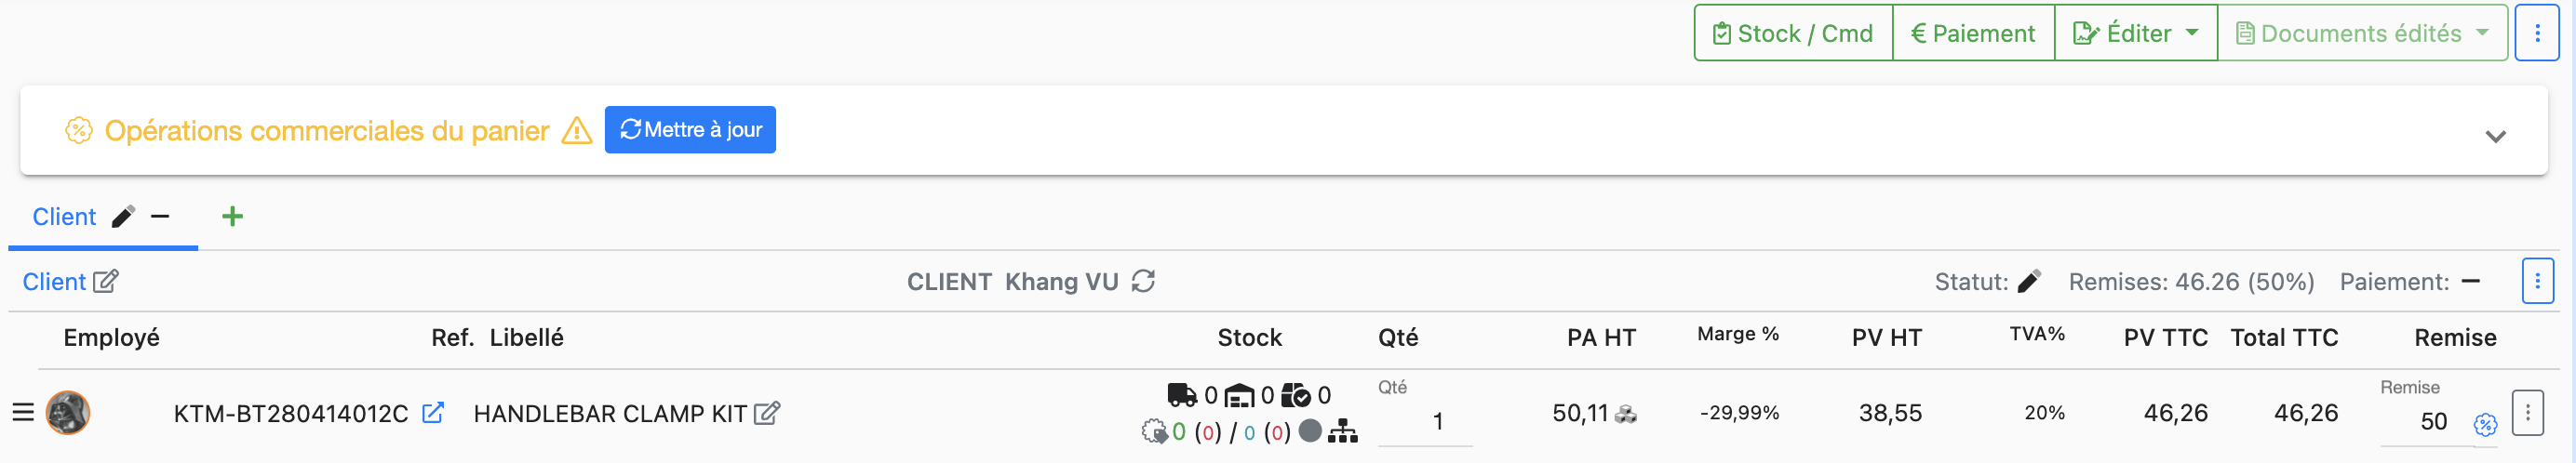 Stock / Cmd € Paiement Éditer Documents édités
Opérations commerciales du panier Mettre à jour
Client
Client CLIENT Khang VU Statut: Remises: 46.26 (50%) Paiement:
Employé Ref. Libellé Stock Qté PA HT Marge % PV HT TVA% PV TTC Total TTC Remise
0 0 0 Qté Remise
KTM-BT280414012C HANDLEBAR CLAMP KIT 1 50,11 -29,99% 38,55 20% 46,26 46,26 50
0 (0) / 0 (0)